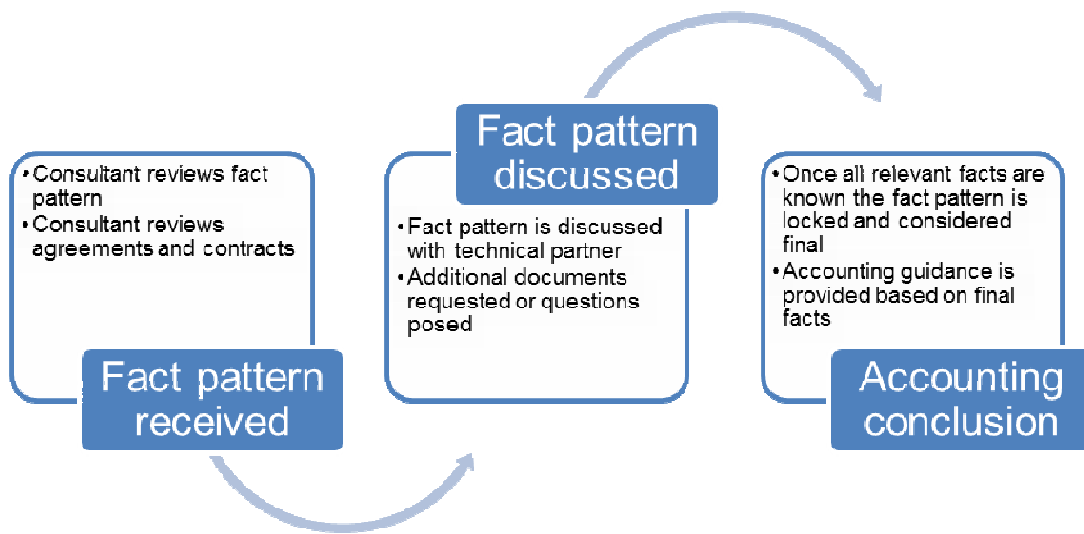 •Consultant reviews fact
pattern
•Consultant reviews
agreements and contracts
Fact pattern
received
Fact pattern
discussed
•Fact pattern is discussed
with technical partner
•Additional documents
requested or questions
posed
•Once all relevant facts are
known the fact pattern is
locked and considered
final
•Accounting guidance is
provided based on final
facts
Accounting
conclusion